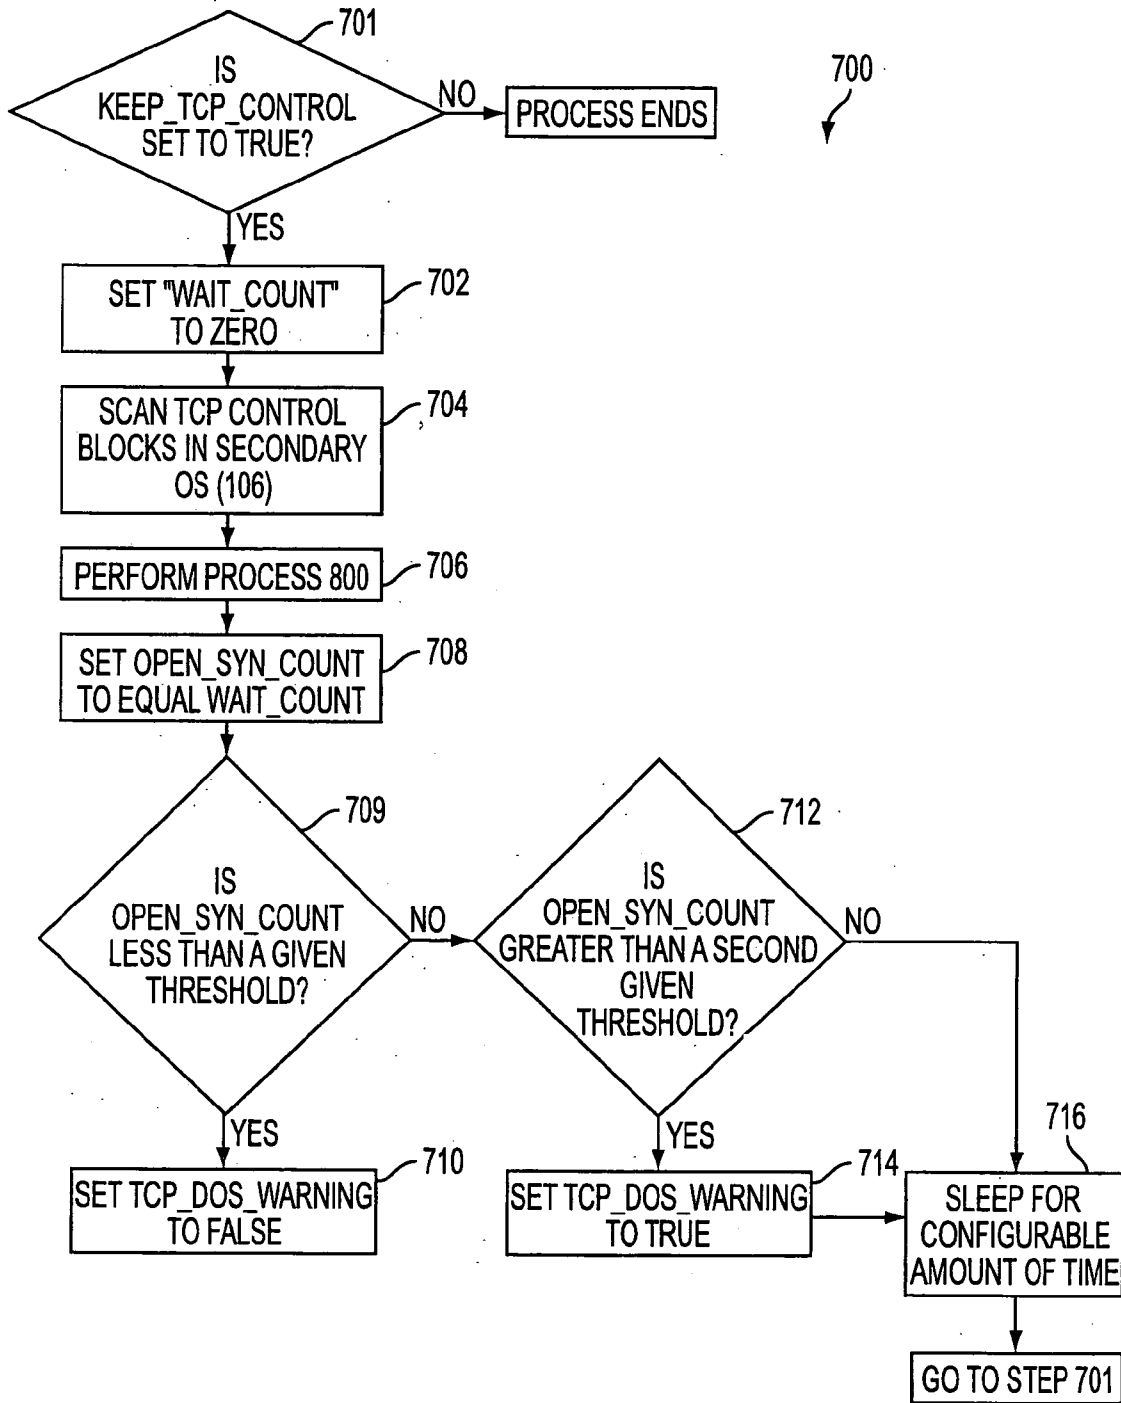 701
IS
KEEP_TCP_CONTROL
SET TO TRUE?
NO
PROCESS ENDS
700
YES
SET "WAIT_COUNT"
TO ZERO
702
SCAN TCP CONTROL
BLOCKS IN SECONDARY
OS (106)
704
PERFORM PROCESS 800
706
SET OPEN_SYN_COUNT
TO EQUAL WAIT_COUNT
708
709
IS
OPEN_SYN_COUNT
LESS THAN A GIVEN
THRESHOLD?
NO
YES
712
IS
OPEN_SYN_COUNT
GREATER THAN A SECOND
GIVEN
THRESHOLD?
NO
YES
SET TCP_DOS_WARNING
TO FALSE
710
SET TCP_DOS_WARNING
TO TRUE
714
716
SLEEP FOR
CONFIGURABLE
AMOUNT OF TIME
GO TO STEP 701